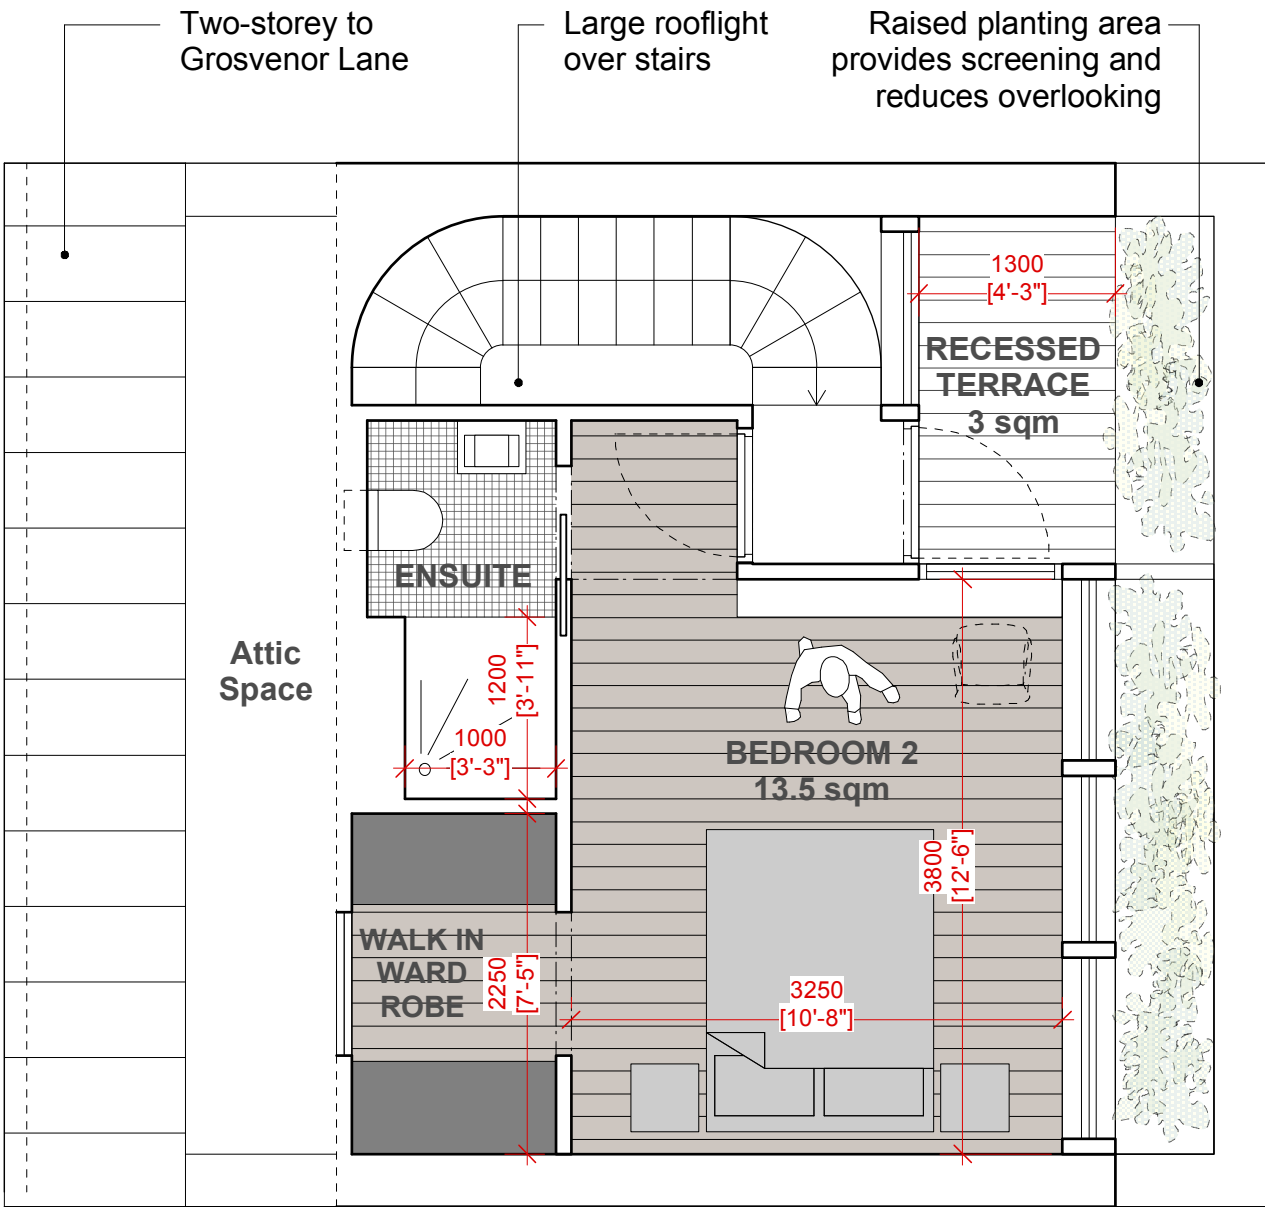 Two-storey to
Grosvenor Lane
Large rooflight
over stairs
Raised planting area
provides screening and
reduces overlooking
1300
[4'-3"]
RECESSED
TERRACE
3 sqm
ENSUITE
Attic
Space
1200
[3'-11"]
1000
[3'-3"]
BEDROOM 2
13.5 sqm
3800
[12'-6"]
WALK IN
WARD
ROBE
2250
[7'-5"]
3250
[10'-8"]